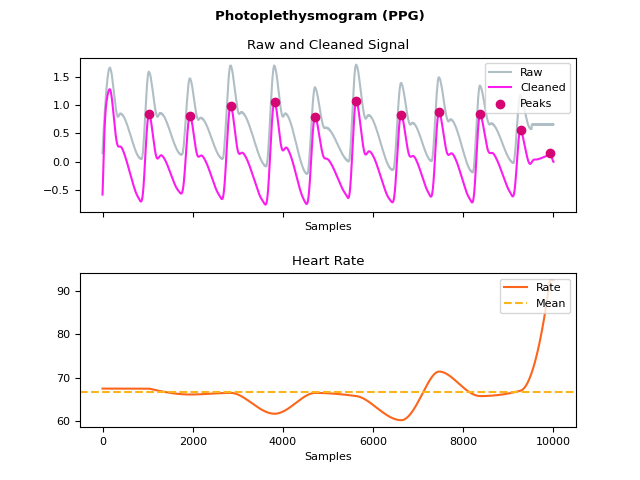 Photoplethysmogram (PPG)
Raw and Cleaned Signal
Raw
Cleaned
Peaks
1.5
1.0
0.5
0.0
−0.5
Samples
Heart Rate
Rate
Mean
90
80
70
60
0
2000
4000
6000
8000
10000
Samples